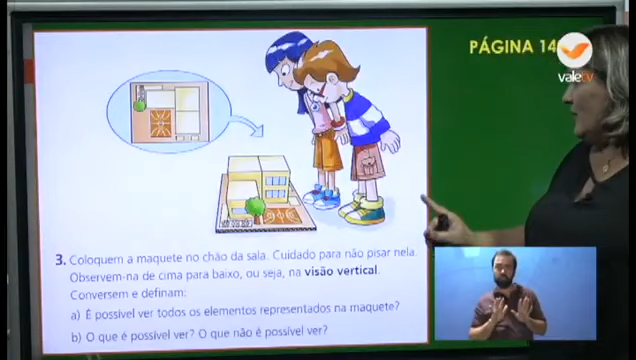 PÁGINA 14
valetv
3. Coloquem a maquete no chão da sala. Cuidado para não pisar nela.
Observem-na de cima para baixo, ou seja, na visão vertical.
Conversem e definam:
a) É possível ver todos os elementos representados na maquete?
b) O que é possível ver? O que não é possível ver?